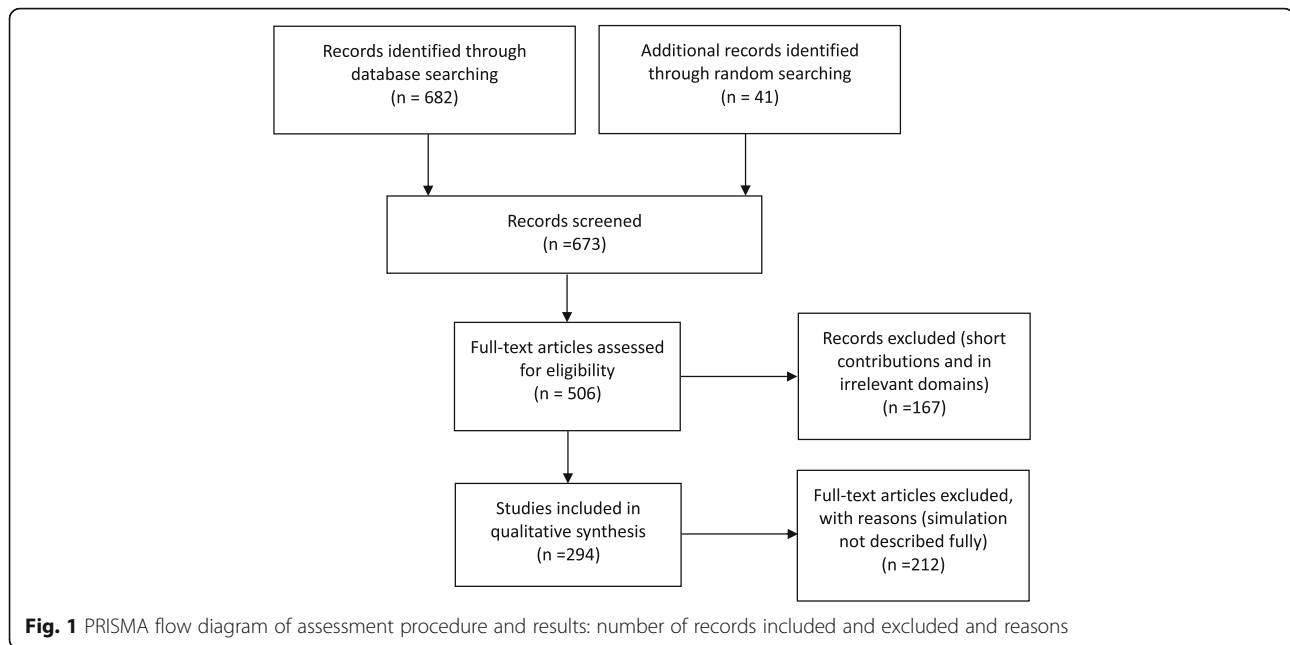 Records identified through
database searching
(n = 682)
Additional records identified
through random searching
(n = 41)
Records screened
(n =673)
Full-text articles assessed
for eligibility
(n = 506)
Records excluded (short
contributions and in
irrelevant domains)
(n =167)
Studies included in
qualitative synthesis
(n =294)
Full-text articles excluded,
with reasons (simulation
not described fully)
(n =212)
Fig. 1 PRISMA flow diagram of assessment procedure and results: number of records included and excluded and reasons